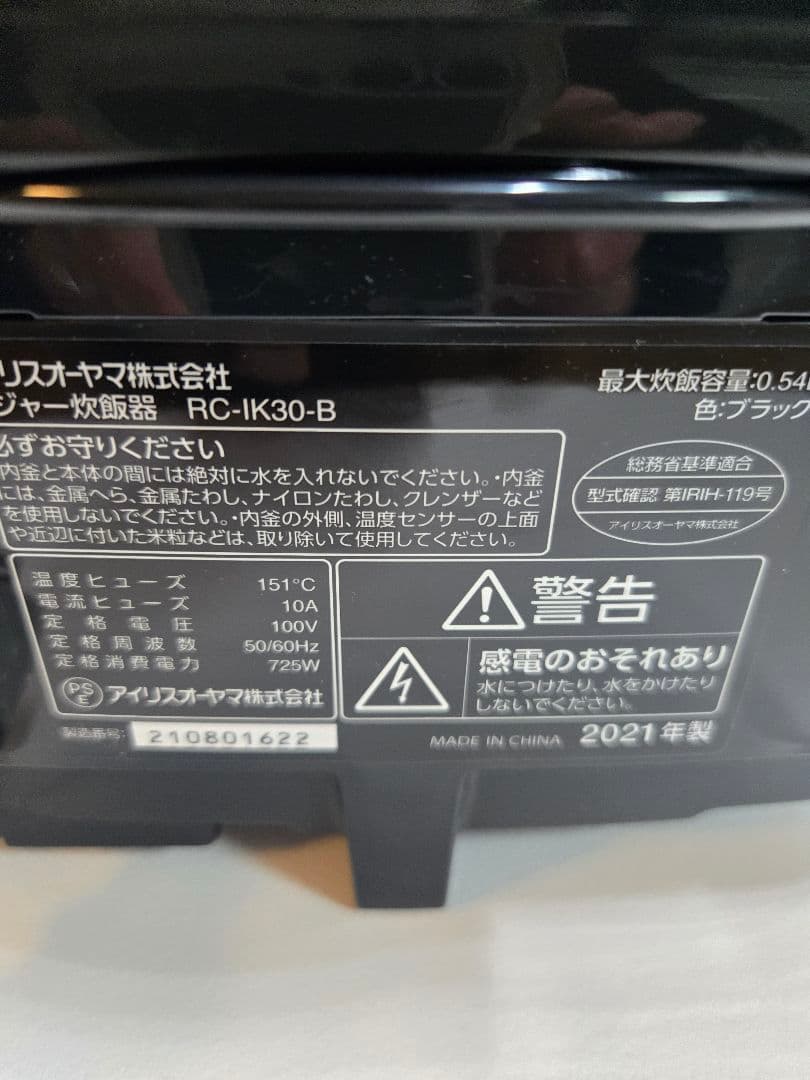 リスオーヤマ株式会社
ジャー炊飯器 RC-IK30-B
最大炊飯容量:0.54L
色:ブラック
必ずお守りください
内釜と本体の間には絶対に水を入れないでください。・内釜
には、金属へら、金属たわし、ナイロンたわし、クレンザーなど
を使用しないでください。・内釜の外側、温度センサーの上面
や近辺に付いた米粒などは、取り除いて使用してください。
総務省基準適合
型式確認 第IRIH-119号
アイリスオーヤマ株式会社
温度ヒューズ 151°C
電流ヒューズ 10A
定格電圧 100V
定格周波数 50/60Hz
定格消費電力 725W
PSE アイリスオーヤマ株式会社
警告
感電のおそれあり
水につけたり、水をかけたり
しないでください。
製造番号: 210801622
MADE IN CHINA 2021年製